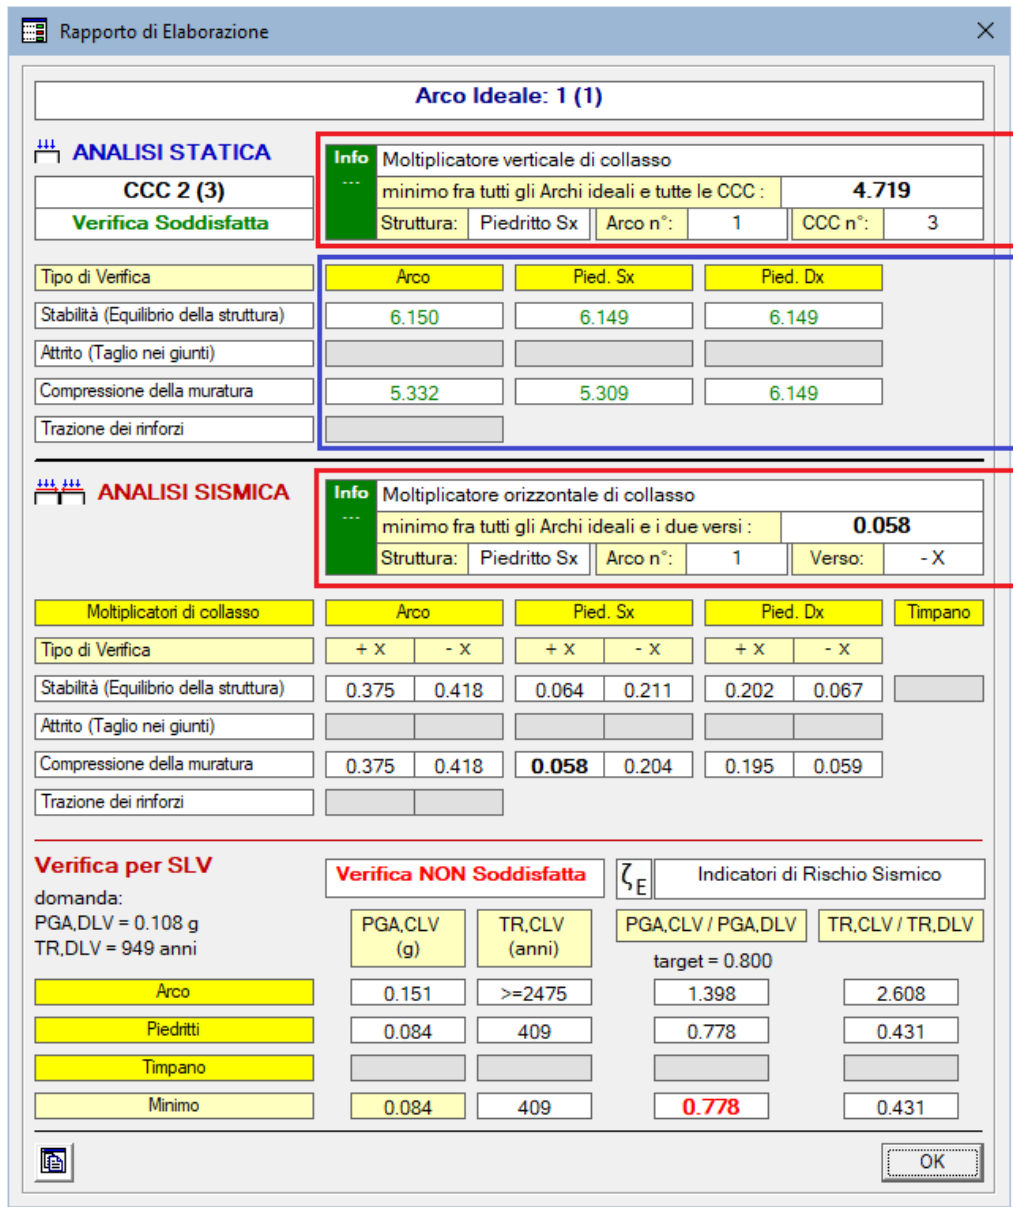 Rapporto di Elaborazione
Arco Ideale: 1 (1)
ANALISI STATICA
CCC 2 (3)
Verifica Soddisfatta
Info
---
Moltiplicatore verticale di collasso
minimo fra tutti gli Archi ideali e tutte le CCC : 4.719
Struttura: Piedritto Sx Arco n°: 1 CCC n°: 3
Tipo di Verifica Arco Pied. Sx Pied. Dx
Stabilità (Equilibrio della struttura) 6.150 6.149 6.149
Attrito (Taglio nei giunti)
Compressione della muratura 5.332 5.309 6.149
Trazione dei rinforzi
ANALISI SISMICA
Info
---
Moltiplicatore orizzontale di collasso
minimo fra tutti gli Archi ideali e i due versi : 0.058
Struttura: Piedritto Sx Arco n°: 1 Verso: - X
Moltiplicatori di collasso Arco Pied. Sx Pied. Dx Timpano
Tipo di Verifica + X - X + X - X + X - X
Stabilità (Equilibrio della struttura) 0.375 0.418 0.064 0.211 0.202 0.067
Attrito (Taglio nei giunti)
Compressione della muratura 0.375 0.418 0.058 0.204 0.195 0.059
Trazione dei rinforzi
Verifica per SLV
domanda:
PGA,DLV = 0.108 g
TR,DLV = 949 anni
Verifica NON Soddisfatta ζE Indicatori di Rischio Sismico
PGA,CLV (g) TR,CLV (anni) PGA,CLV / PGA,DLV TR,CLV / TR,DLV
target = 0.800
Arco 0.151 >=2475 1.398 2.608
Piedritti 0.084 409 0.778 0.431
Timpano
Minimo 0.084 409 0.778 0.431
OK